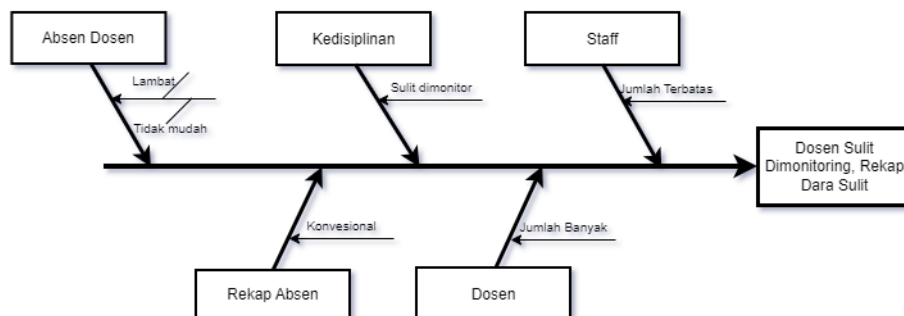 Absen Dosen
Kedisiplinan
Staff
Lambat
Sulit dimonitor
Jumlah Terbatas
Tidak mudah
Dosen Sulit
Dimonitoring, Rekap
Dara Sulit
Konvesional
Jumlah Banyak
Rekap Absen
Dosen